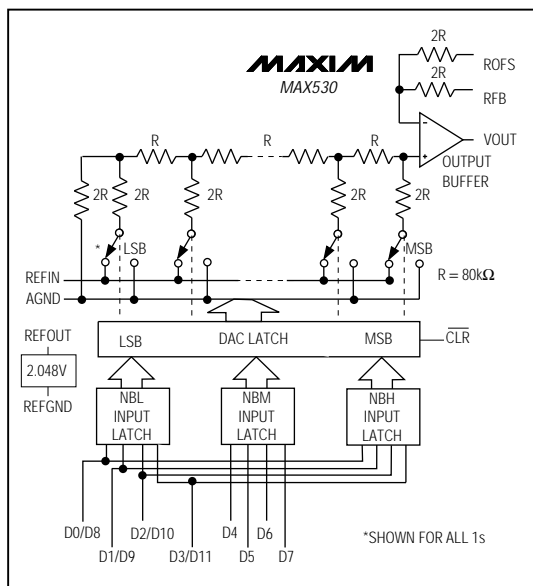 2R
ROFS
MAXIM
2R
MAX530
RFB
-
R
R
VOUT
+
OUTPUT
BUFFER
2R
2R
2R
2R
2R
* LSB
MSB
REFIN
R = 80kΩ
AGND
REFOUT
LSB
DAC LATCH
MSB
CLR
2.048V
REFGND
NBL
INPUT
LATCH
NBM
INPUT
LATCH
NBH
INPUT
LATCH
D0/D8
D2/D10
D4
D6
D1/D9
D3/D11
D5
D7
*SHOWN FOR ALL 1s